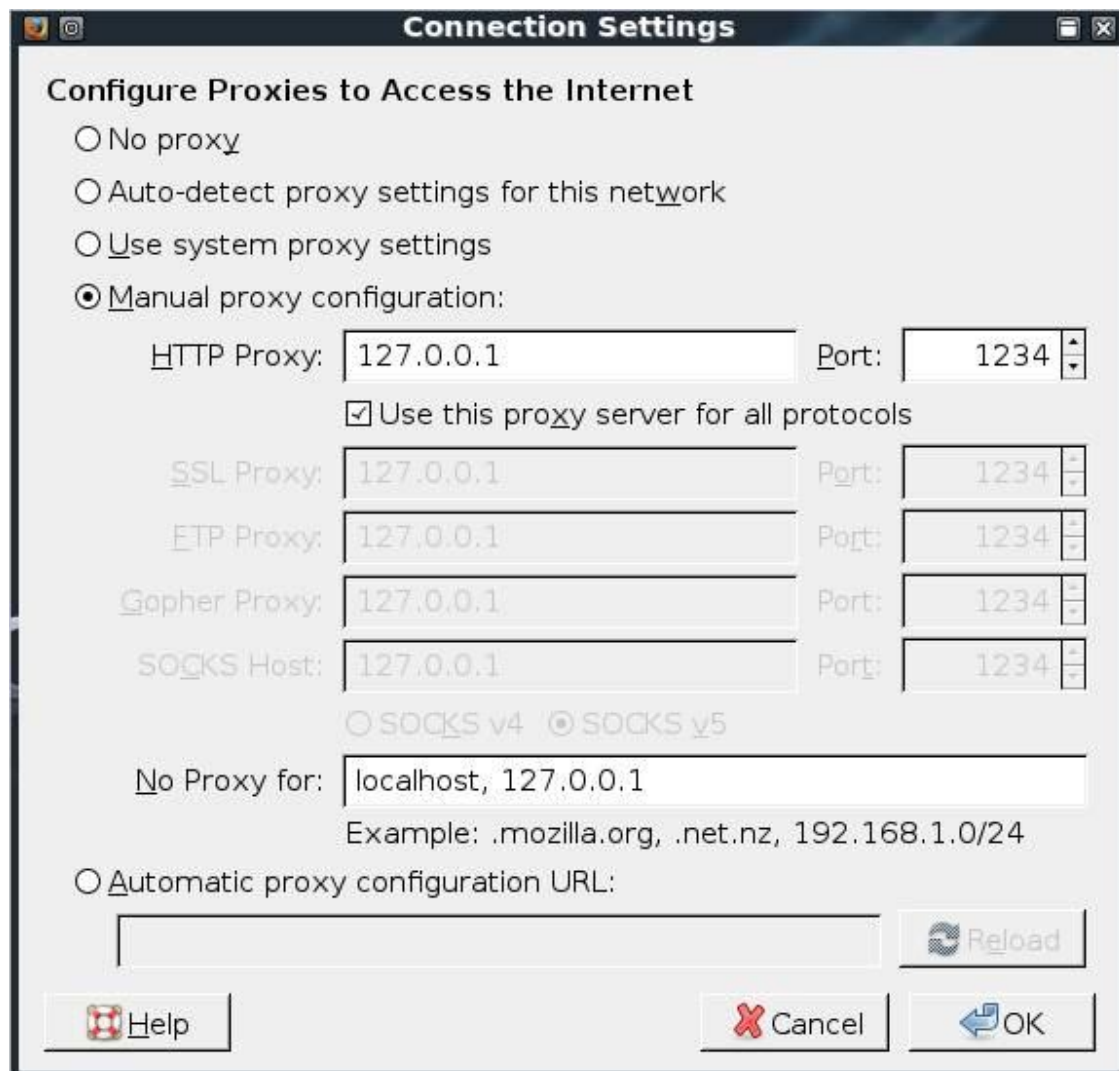 Connection Settings
Configure Proxies to Access the Internet
No proxy
Auto-detect proxy settings for this network
Use system proxy settings
Manual proxy configuration:
HTTP Proxy: 127.0.0.1 Port: 1234
Use this proxy server for all protocols
SSL Proxy: 127.0.0.1 Port: 1234
FTP Proxy: 127.0.0.1 Port: 1234
Gopher Proxy: 127.0.0.1 Port: 1234
SOCKS Host: 127.0.0.1 Port: 1234
SOCKS v4 SOCKS v5
No Proxy for: localhost, 127.0.0.1
Example: .mozilla.org, .net.nz, 192.168.1.0/24
Automatic proxy configuration URL:
Reload
Help Cancel OK